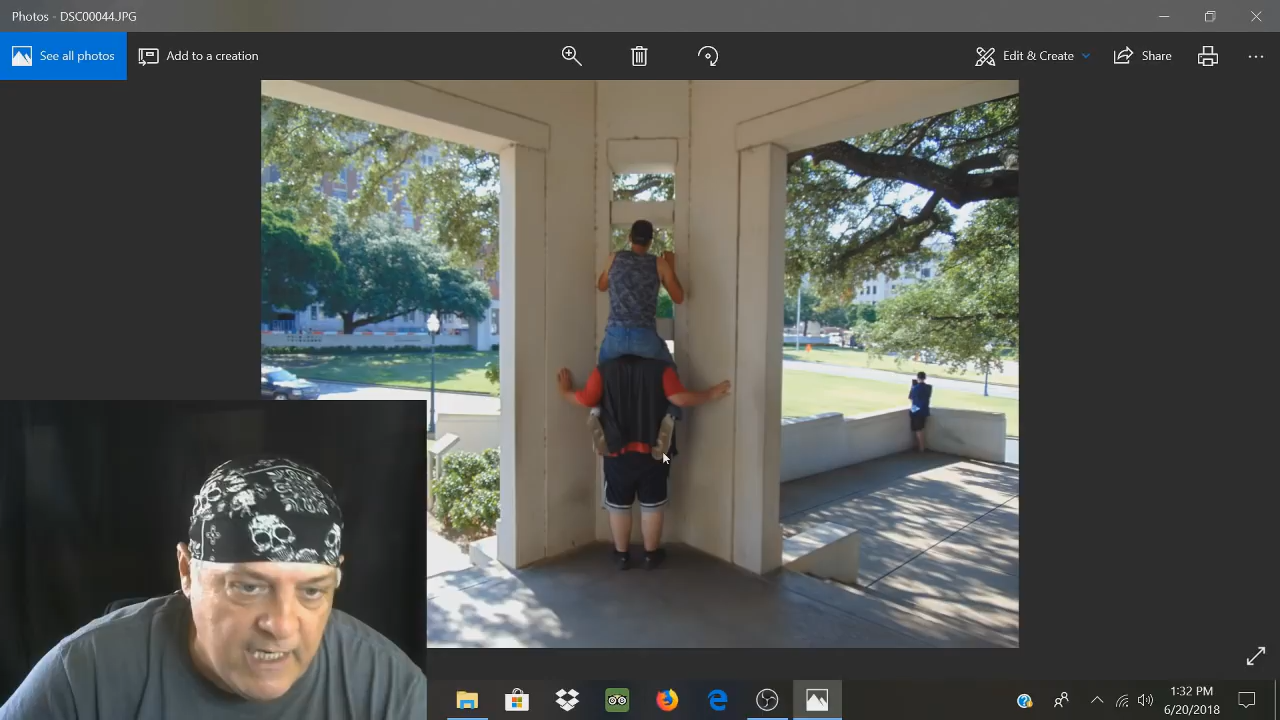 Photos - DSC00044.JPG
See all photos
Add to a creation
Edit & Create
Share
1:32 PM
6/20/2018